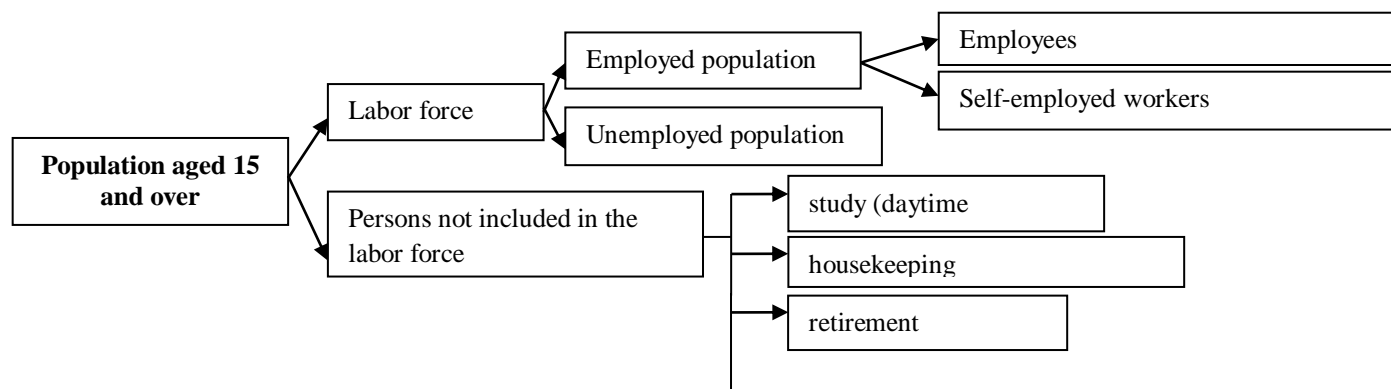 Employees
Employed population
Self-employed workers
Labor force
Unemployed population
Population aged 15
and over
Persons not included in the
labor force
study (daytime
housekeeping
retirement